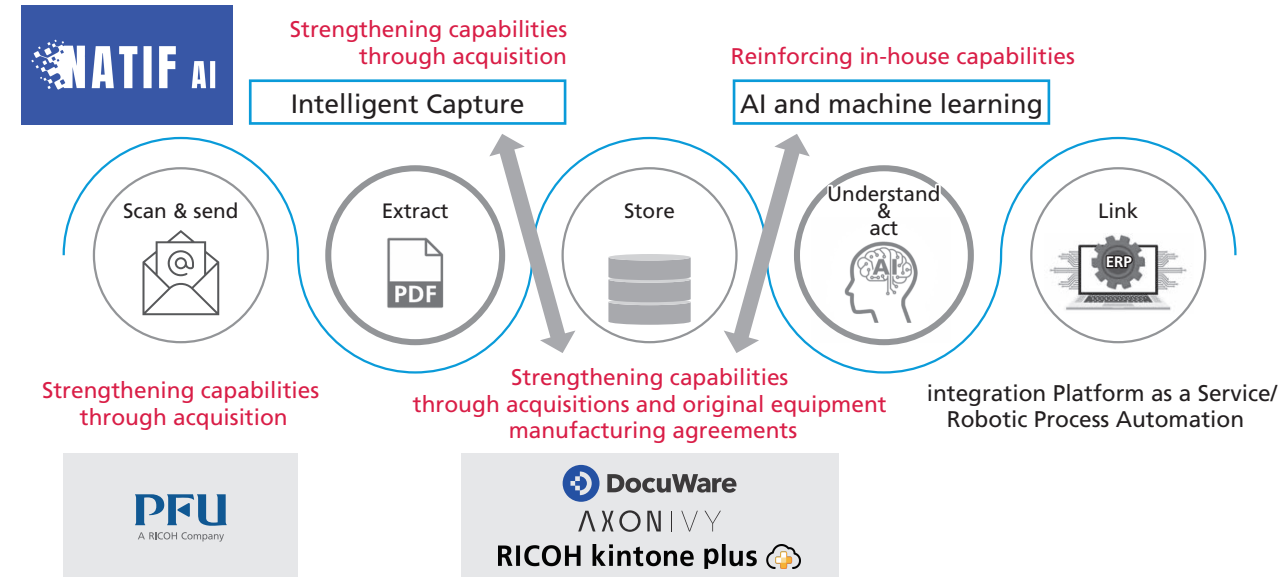 NATIF AI
Strengthening capabilities
through acquisition
Intelligent Capture
Reinforcing in-house capabilities
AI and machine learning
Scan & send
@
Extract
PDF
Store
Understand
&
act
AI
Link
ERP
Strengthening capabilities
through acquisition
PFU
A RICOH Company
Strengthening capabilities
through acquisitions and original equipment
manufacturing agreements
DocuWare
AXONIVY
RICOH kintone plus
integration Platform as a Service/
Robotic Process Automation